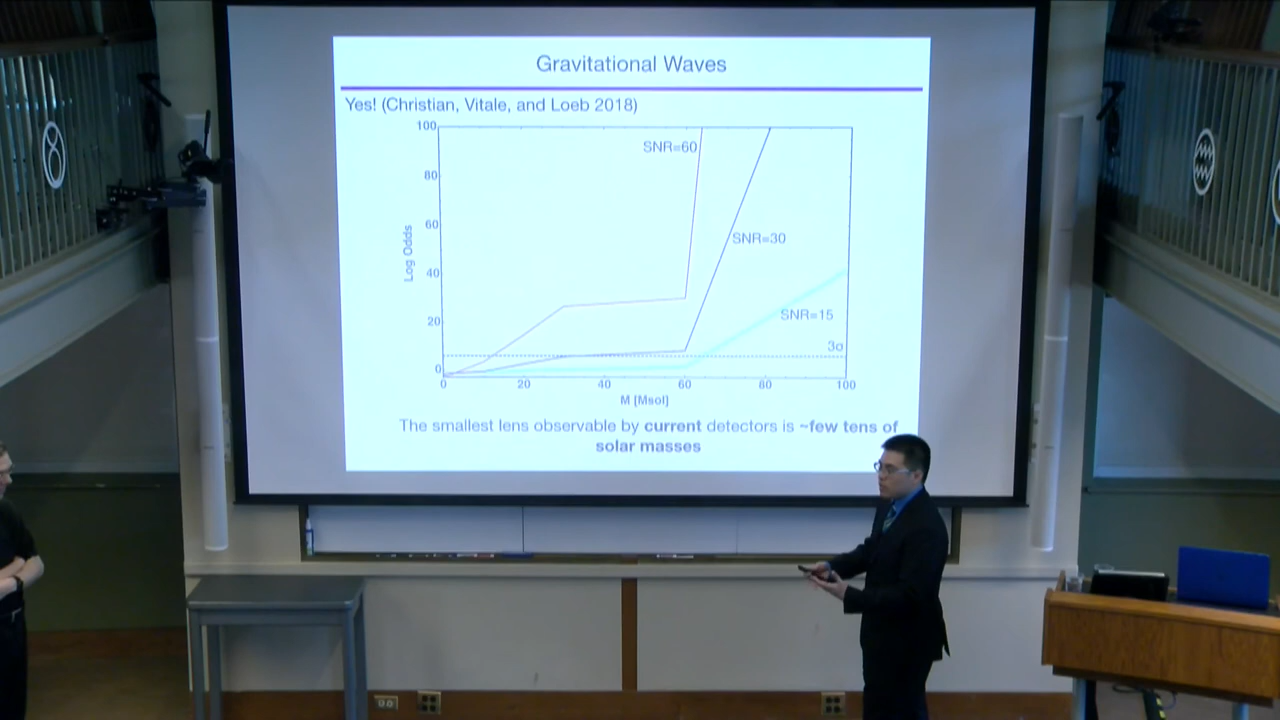 Gravitational Waves
Yes! (Christian, Vitale, and Loeb 2018)
100
80
60
40
20
0
Log Odds
SNR=60
SNR=30
SNR=15
3σ
0
20
40
60
80
100
M [Msol]
The smallest lens observable by current detectors is ~few tens of
solar masses